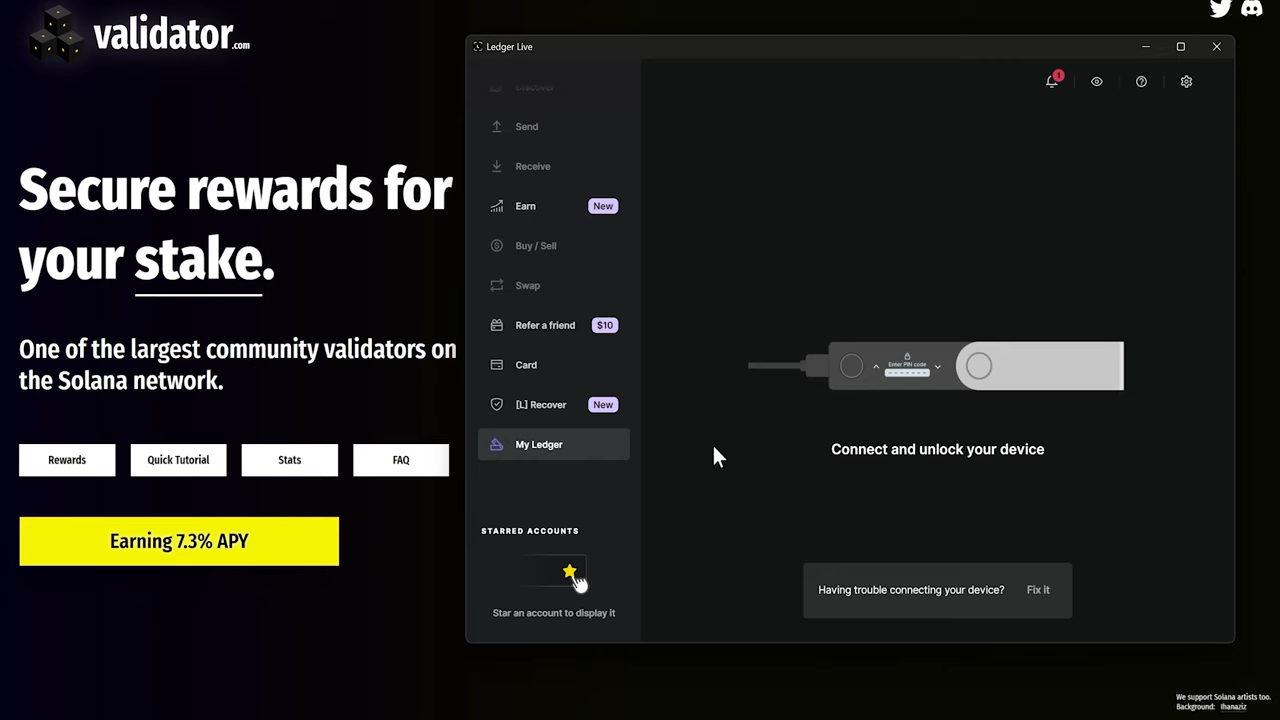 validator.com
Secure rewards for
your stake.
One of the largest community validators on
the Solana network.
Rewards
Quick Tutorial
Stats
FAQ
Earning 7.3% APY
Ledger Live
Discover
Send
Receive
Earn New
Buy / Sell
Swap
Refer a friend $10
Card
[L] Recover New
My Ledger
STARRED ACCOUNTS
Star an account to display it
1
Enter PIN code
Connect and unlock your device
Having trouble connecting your device? Fix it
We support Solana artists too.
Background: Ihanaziz